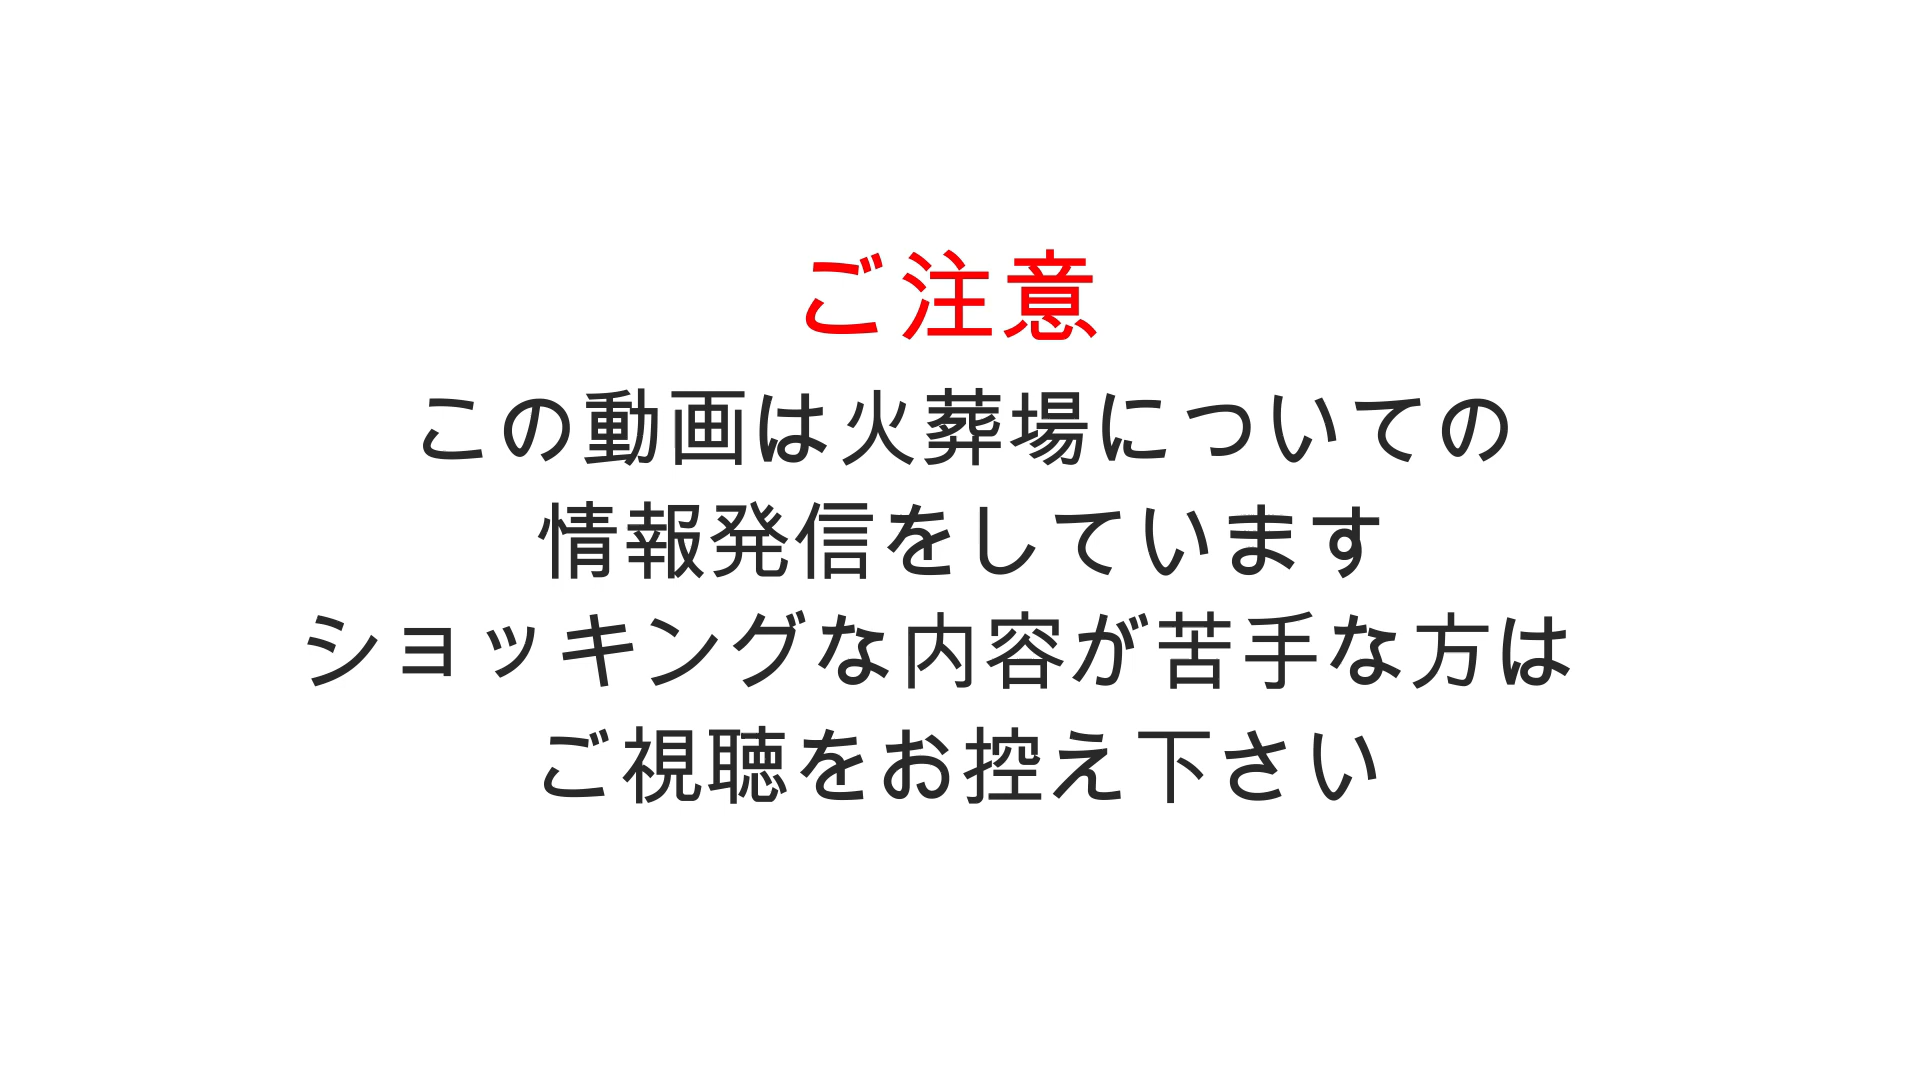 ご注意
この動画は火葬場についての
情報発信をしています
ショッキングな内容が苦手な方は
ご視聴をお控え下さい